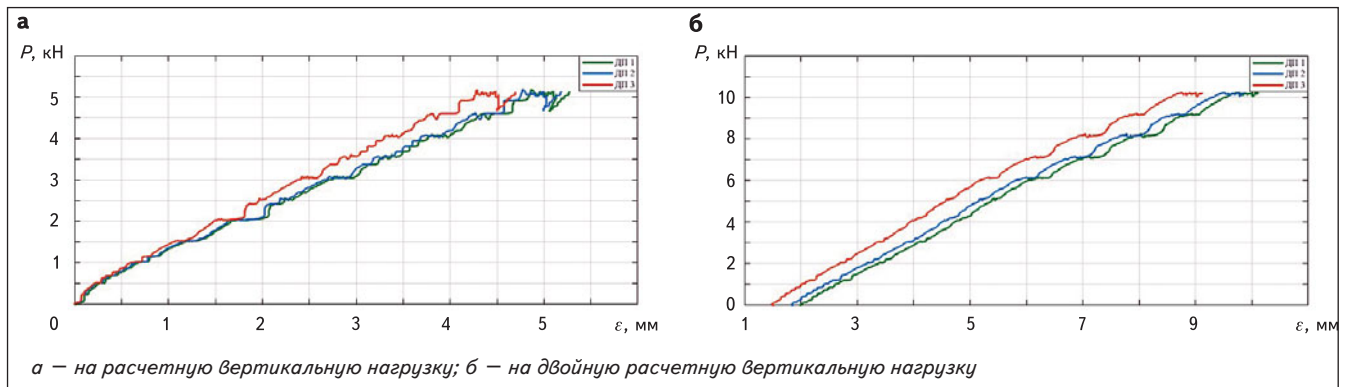 а
P, кН
5
4
3
2
1
0
1
2
3
4
5
ε, мм
ДП 1
ДП 2
ДП 3
б
P, кН
10
8
6
4
2
0
1
3
5
7
9
ε, мм
ДП 1
ДП 2
ДП 3
а — на расчетную вертикальную нагрузку; б — на двойную расчетную вертикальную нагрузку